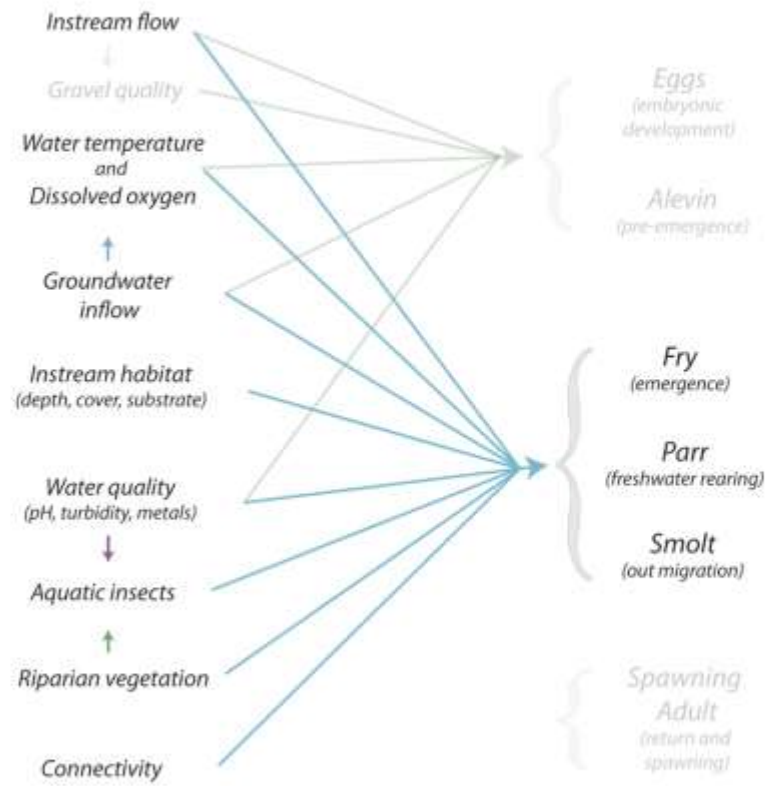 Instream flow
Gravel quality
Water temperature
and
Dissolved oxygen
Groundwater
inflow
Instream habitat
(depth, cover, substrate)
Water quality
(pH, turbidity, metals)
Aquatic insects
Riparian vegetation
Connectivity
Eggs
(embryonic
development)
Alevin
(pre-emergence)
Fry
(emergence)
Parr
(freshwater rearing)
Smolt
(out migration)
Spawning
Adult
(return and
spawning)